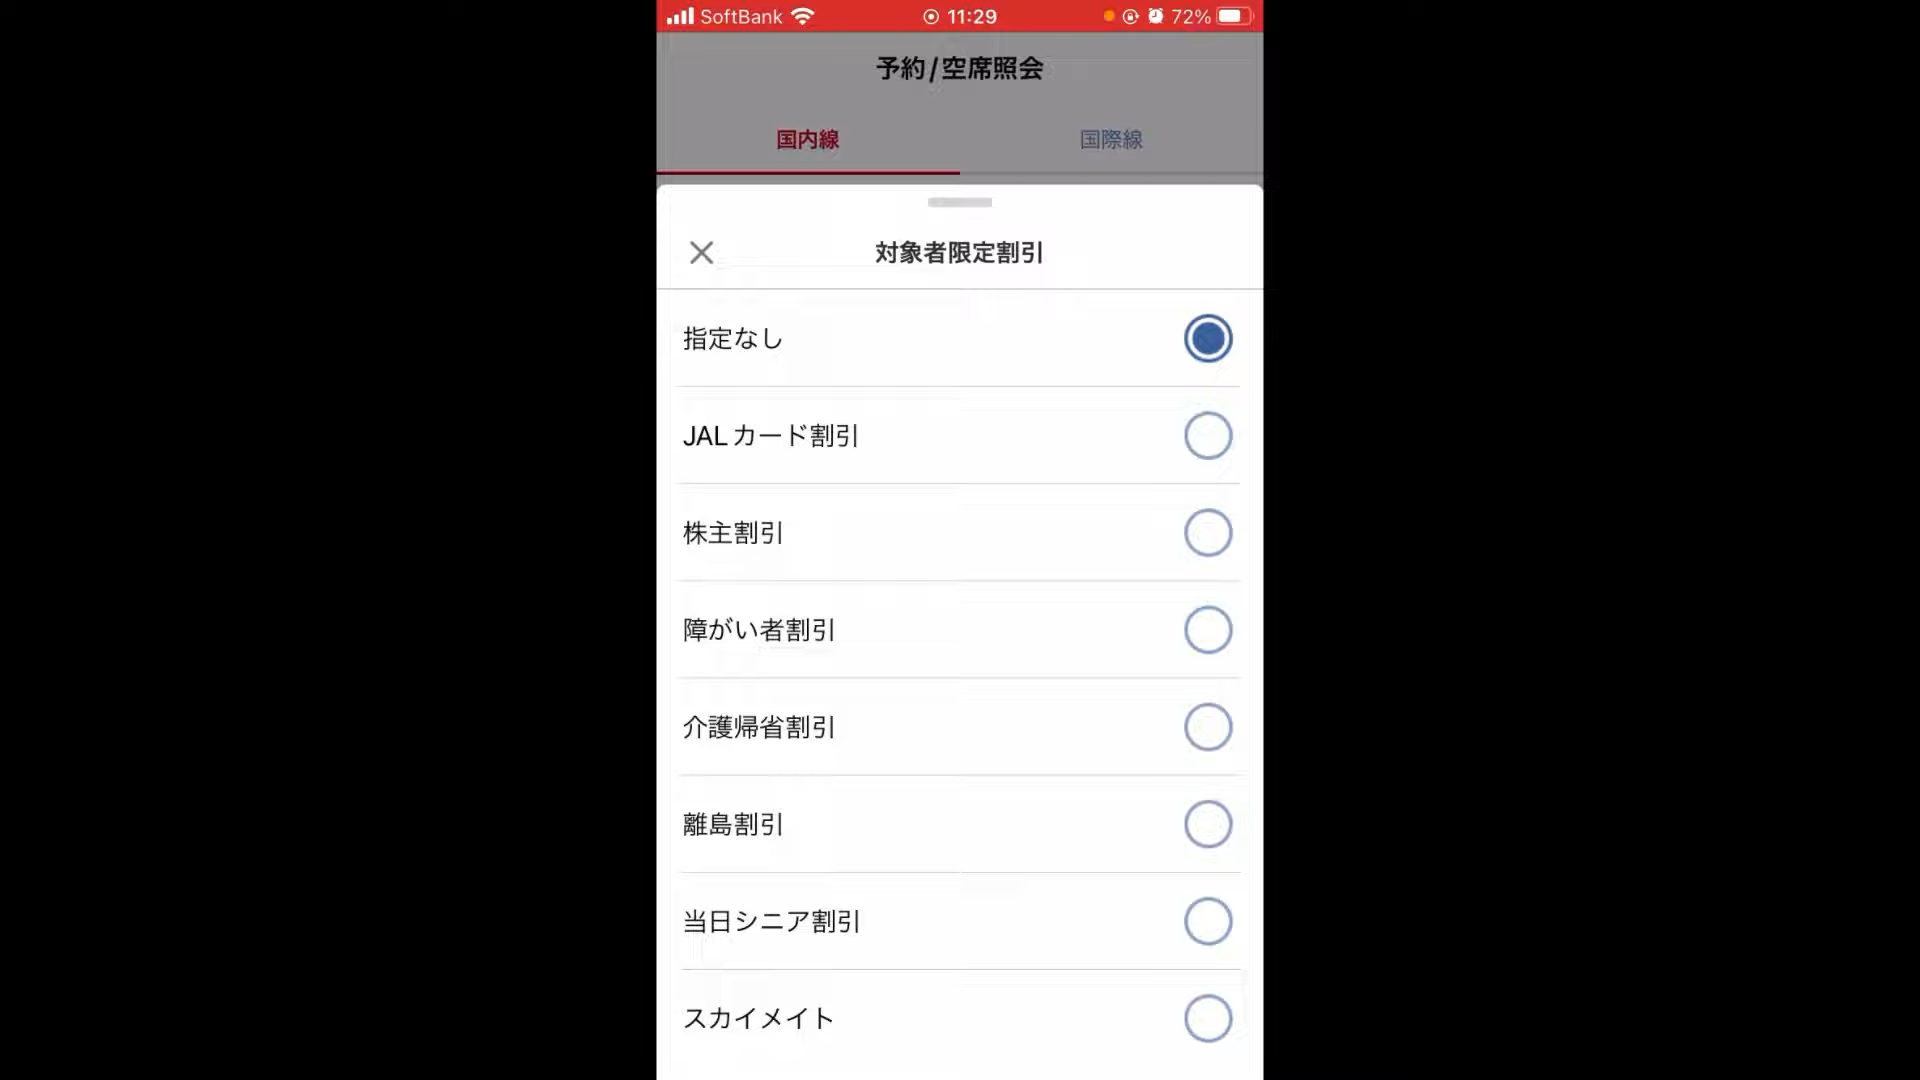 SoftBank 11:29 72%
予約/空席照会
国内線 国際線
対象者限定割引
指定なし
JALカード割引
株主割引
障がい者割引
介護帰省割引
離島割引
当日シニア割引
スカイメイト